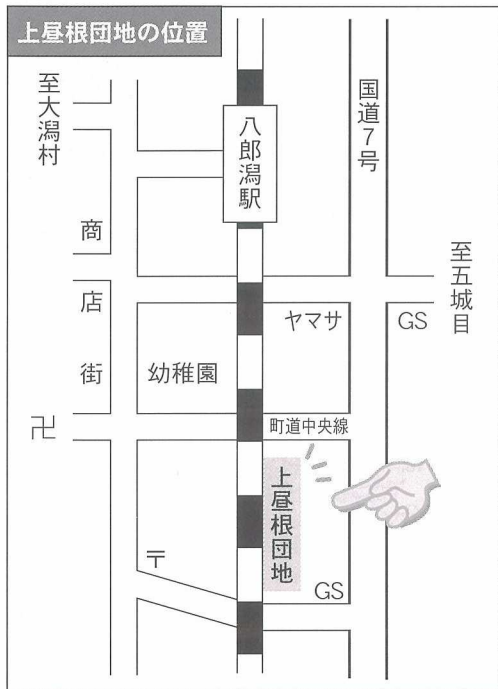 上昼根団地の位置
至大潟村
八郎潟駅
国道7号
至五城目
商店街
ヤマサ
GS
幼稚園
卍
町道中央線
上昼根団地
〒
GS